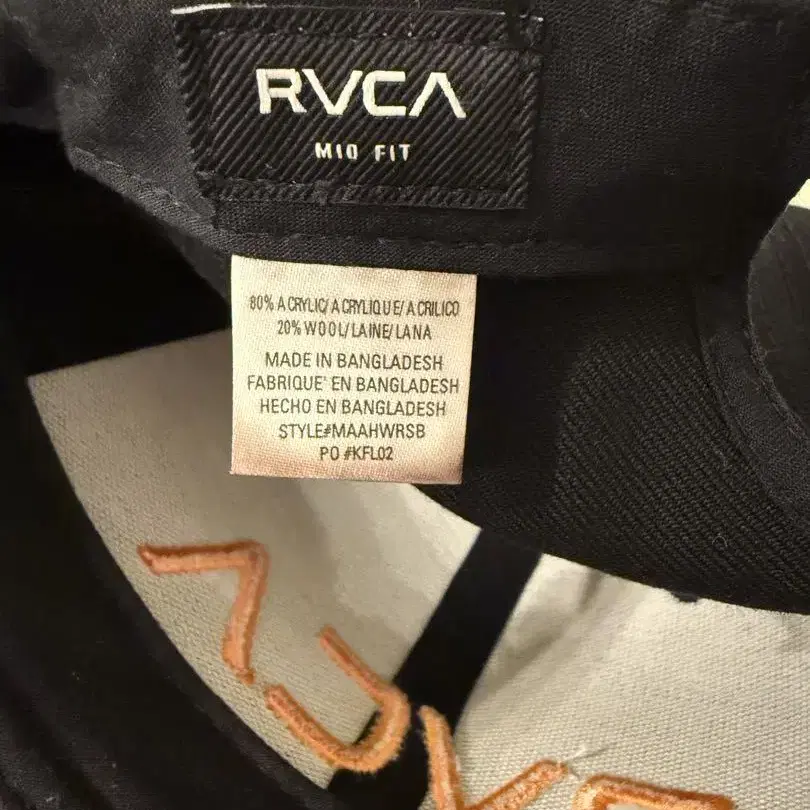 RVCA
MID FIT
80% ACRYLIC/ACRYLIQUE/ACRILICO
20% WOOL/LAINE/LANA
MADE IN BANGLADESH
FABRIQUE' EN BANGLADESH
HECHO EN BANGLADESH
STYLE#MAAHWRSB
PO #KFL02